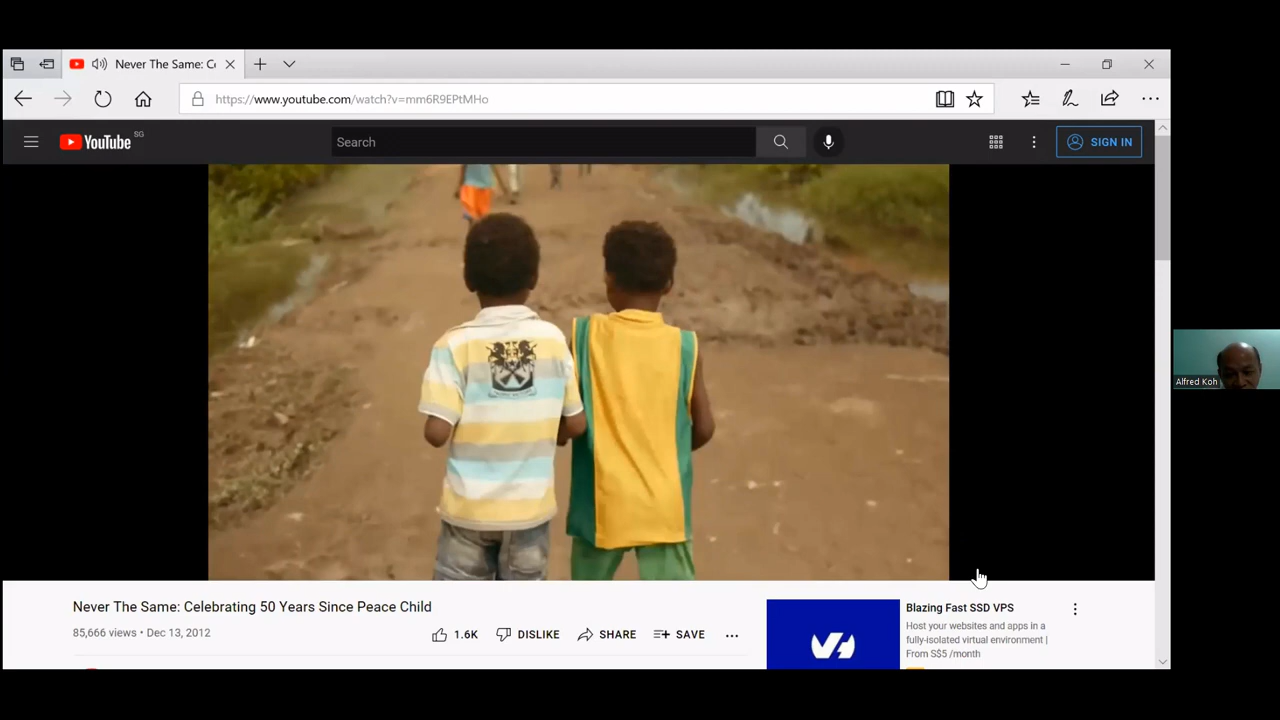 Never The Same: C
https://www.youtube.com/watch?v=mm6R9EPtMHo
YouTube SG
Search
SIGN IN
Alfred Koh
Never The Same: Celebrating 50 Years Since Peace Child
85,666 views • Dec 13, 2012
1.6K
DISLIKE
SHARE
SAVE
Blazing Fast SSD VPS
Host your websites and apps in a
fully-isolated virtual environment |
From S$5 /month